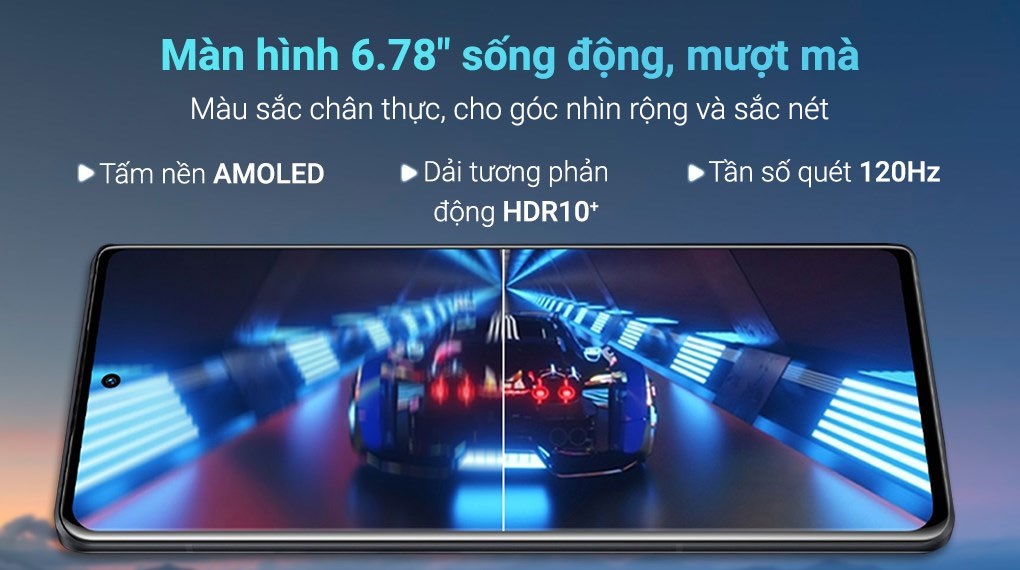 Màn hình 6.78" sống động, mượt mà
Màu sắc chân thực, cho góc nhìn rộng và sắc nét
Tấm nền AMOLED
Dải tương phản
động HDR10+
Tần số quét 120Hz